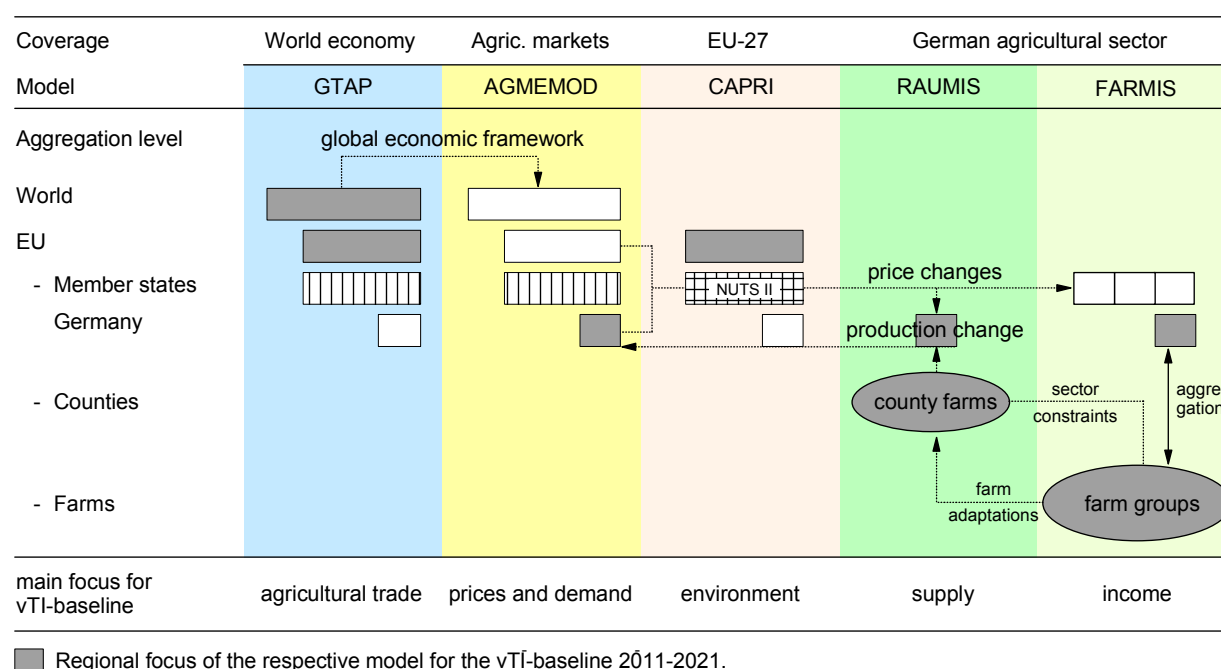 Coverage World economy Agric. markets EU-27 German agricultural sector
Model GTAP AGMEMOD CAPRI RAUMIS FARMIS
Aggregation level global economic framework
World
EU
- Member states NUTS II price changes
Germany production change
- Counties county farms sector constraints aggre-gation
- Farms farm adaptations farm groups
main focus for
vTI-baseline agricultural trade prices and demand environment supply income
Regional focus of the respective model for the vTI-baseline 2011-2021.